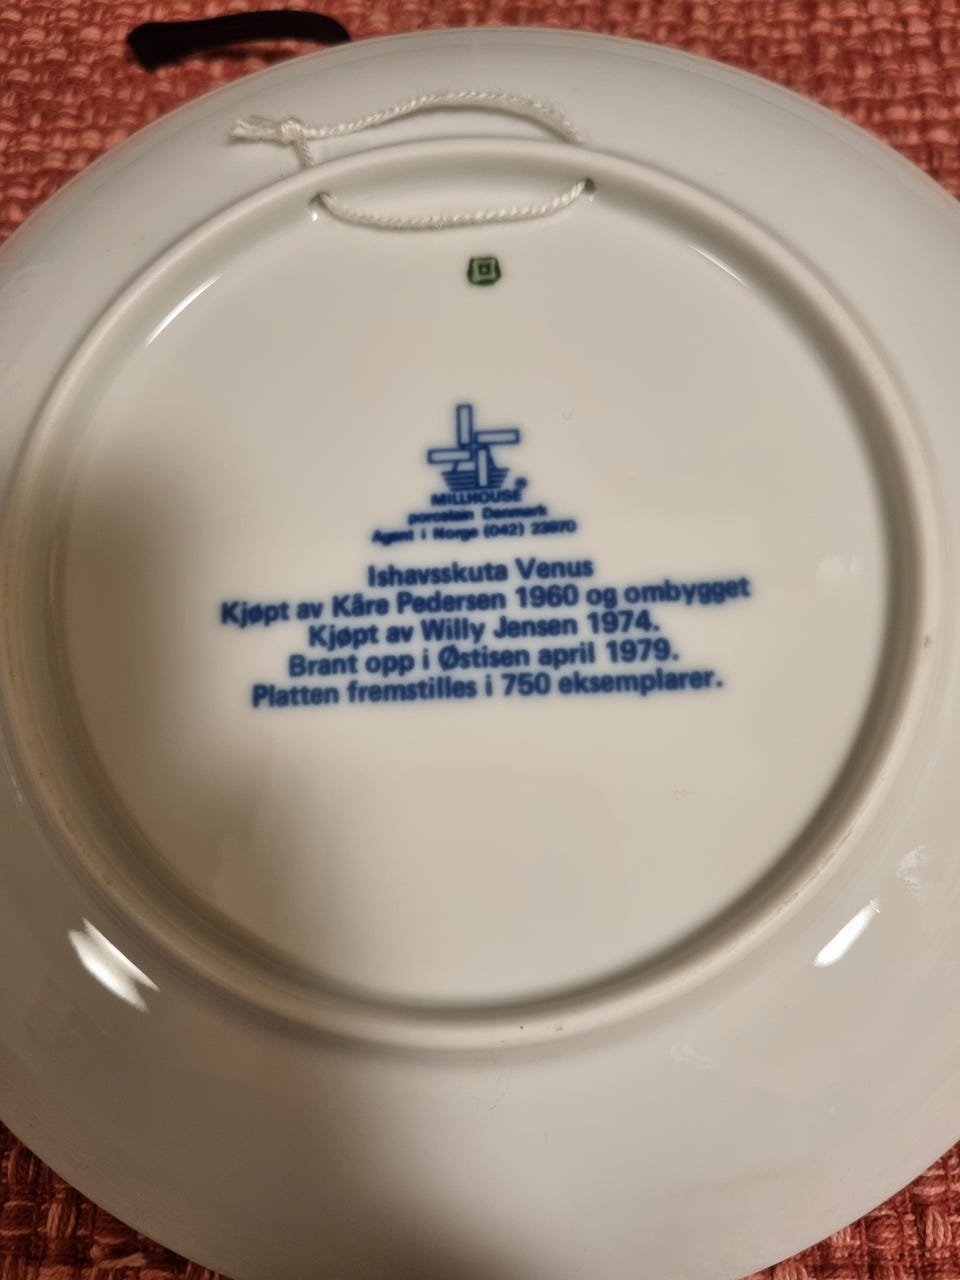 MILLHOUSE®
porcelain Denmark
Agent i Norge (042) 23970
Ishavsskuta Venus
Kjøpt av Kåre Pedersen 1960 og ombygget
Kjøpt av Willy Jensen 1974.
Brant opp i Østisen april 1979.
Platten fremstilles i 750 eksemplarer.